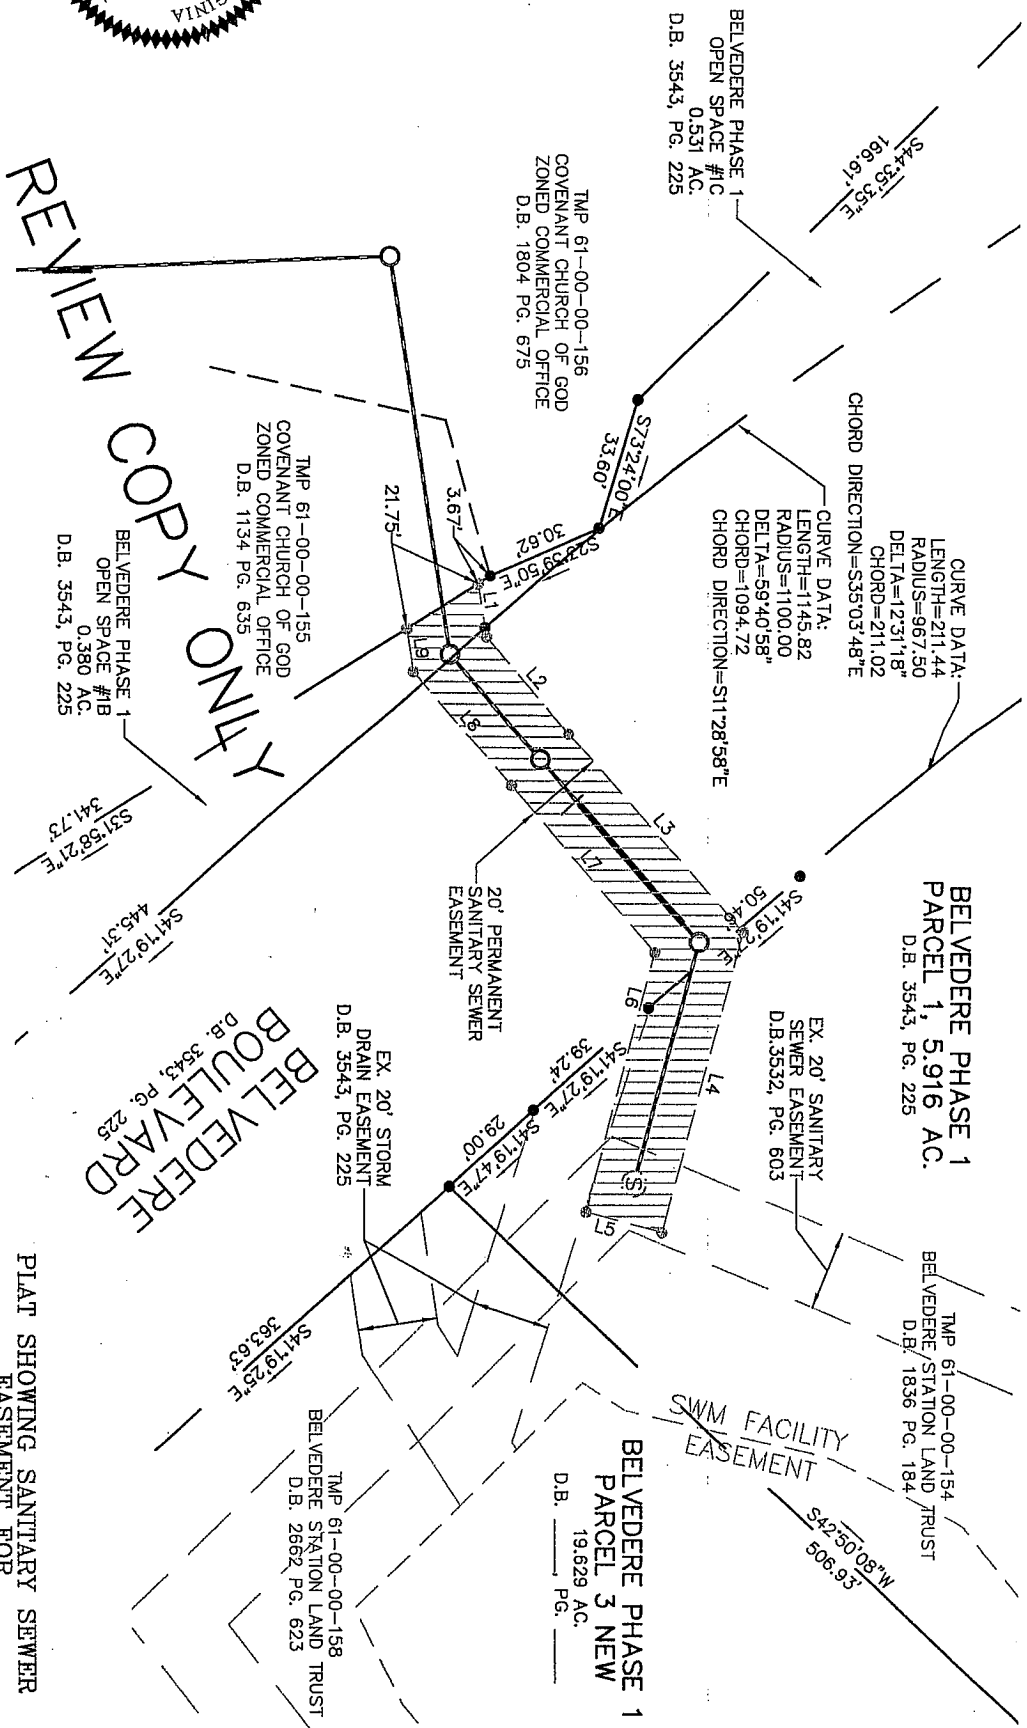 GINIA
BELVEDERE PHASE 1
OPEN SPACE #1C
0.531 AC.
D.B. 3543, PG. 225
S44°35'35"E
166.61'
TMP 61-00-00-156
COVENANT CHURCH OF GOD
ZONED COMMERCIAL OFFICE
D.B. 1804 PG. 675
S73°24'00"E
33.60'
CURVE DATA:
LENGTH=211.44
RADIUS=967.50
DELTA=12°31'18"
CHORD=211.02
CHORD DIRECTION=S35°03'48"E
CURVE DATA:
LENGTH=1145.82
RADIUS=1100.00
DELTA=59°40'58"
CHORD=1094.72
CHORD DIRECTION=S11°28'58"E
S23°59'50"E
30.62'
3.67'
21.75'
L1
L2
L3
L4
L5
L6
L7
L8
L9
(S)
TMP 61-00-00-155
COVENANT CHURCH OF GOD
ZONED COMMERCIAL OFFICE
D.B. 1134 PG. 635
BELVEDERE PHASE 1
OPEN SPACE #1B
0.380 AC.
D.B. 3543, PG. 225
REVIEW COPY ONLY
S31°58'21"E
341.73'
S41°19'27"E
445.31'
20' PERMANENT
SANITARY SEWER
EASEMENT
50.46'
BELVEDERE PHASE 1
PARCEL 1, 5.916 AC.
D.B. 3543, PG. 225
EX. 20' SANITARY
SEWER EASEMENT
D.B.3532, PG. 603
S41°19'27"E
39.24'
S41°19'47"E
29.00'
BELVEDERE
BOULEVARD
D.B. 3543, PG. 225
EX. 20' STORM
DRAIN EASEMENT
D.B. 3543, PG. 225
S41°19'25"E
363.63'
TMP 61-00-00-154
BELVEDERE STATION LAND TRUST
D.B. 1836 PG. 184
SWM FACILITY
EASEMENT
S42°50'08"W
506.93'
BELVEDERE PHASE 1
PARCEL 3 NEW
19.629 AC.
D.B. ____, PG. ____
TMP 61-00-00-158
BELVEDERE STATION LAND TRUST
D.B. 2662 PG. 623
PLAT SHOWING SANITARY SEWER
EASEMENT FOR